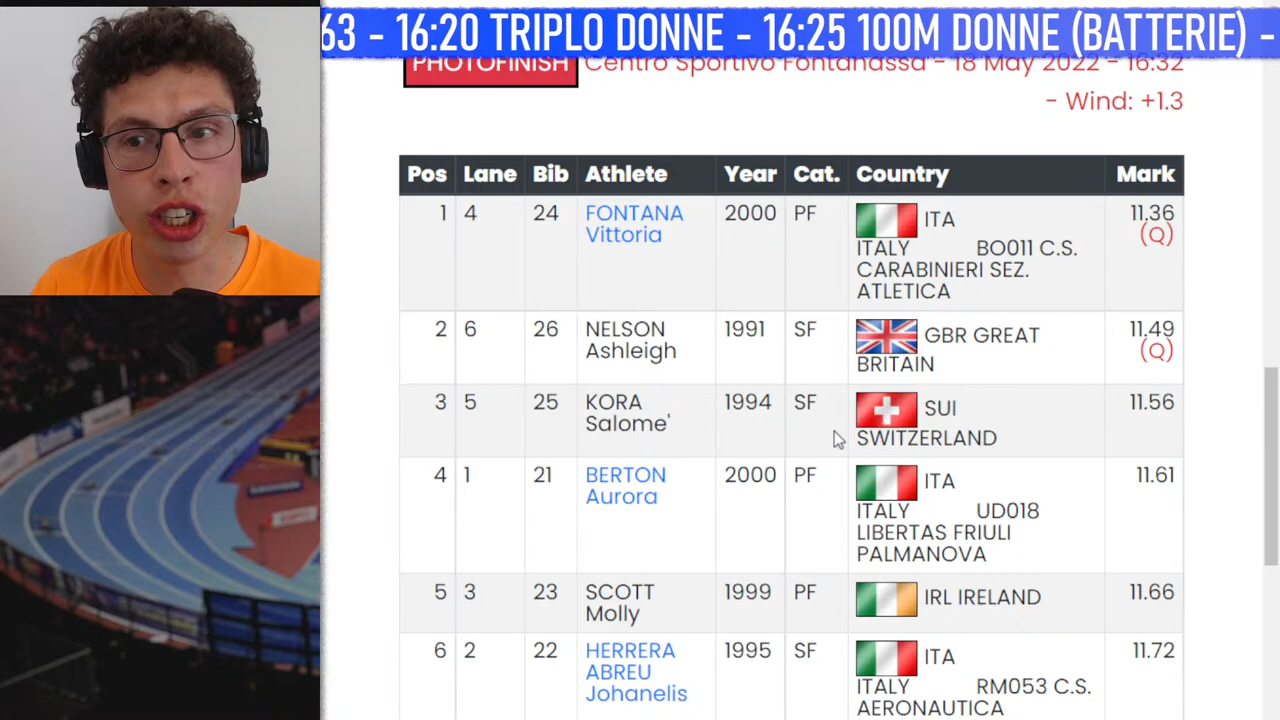 63 - 16:20 TRIPLO DONNE - 16:25 100M DONNE (BATTERIE) -
PHOTOFINISH Centro Sportivo Fontanassa - 18 May 2022 - 16:32
- Wind: +1.3
Pos Lane Bib Athlete Year Cat. Country Mark
1 4 24 FONTANA 2000 PF ITA 11.36
Vittoria (Q)
ITALY BO011 C.S.
CARABINIERI SEZ.
ATLETICA
2 6 26 NELSON 1991 SF GBR GREAT 11.49
Ashleigh BRITAIN (Q)
3 5 25 KORA 1994 SF SUI 11.56
Salome' SWITZERLAND
4 1 21 BERTON 2000 PF ITA 11.61
Aurora
ITALY UD018
LIBERTAS FRIULI
PALMANOVA
5 3 23 SCOTT 1999 PF IRL IRELAND 11.66
Molly
6 2 22 HERRERA 1995 SF ITA 11.72
ABREU
Johanelis ITALY RM053 C.S.
AERONAUTICA